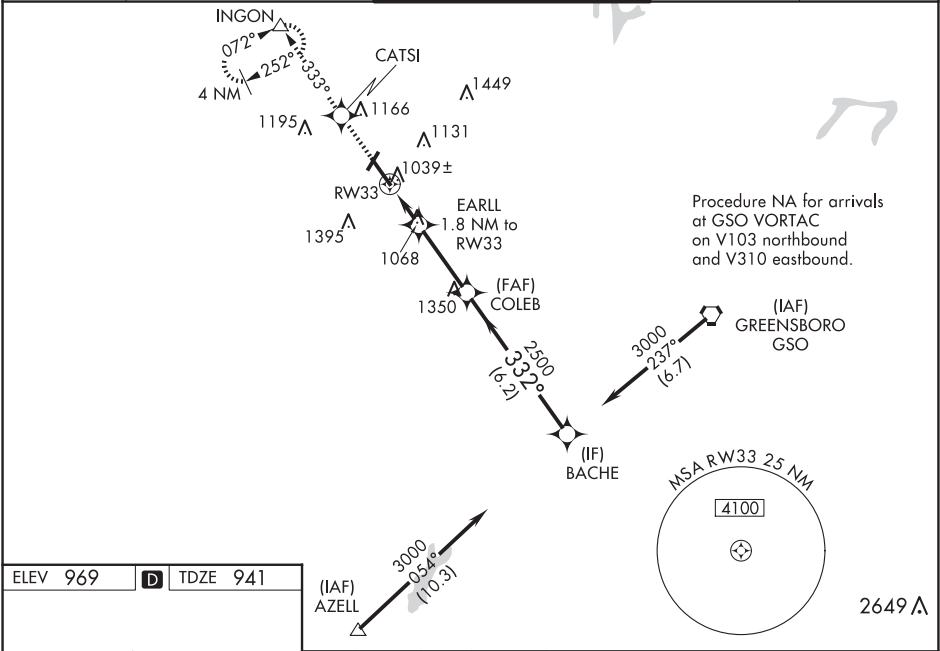 INGON
072°
252°
333°
4 NM
CATSI
1449
1195
1166
1131
1039±
RW33
EARLL
1.8 NM to
RW33
1395
1068
Procedure NA for arrivals
at GSO VORTAC
on V103 northbound
and V310 eastbound.
(FAF)
COLEB
1350
(IAF)
GREENSBORO
GSO
3000
237°
(6.7)
2500
332°
(6.2)
(IF)
BACHE
MSA RW33 25 NM
4100
3000
054°
(10.3)
(IAF)
AZELL
2649
ELEV 969 D TDZE 941